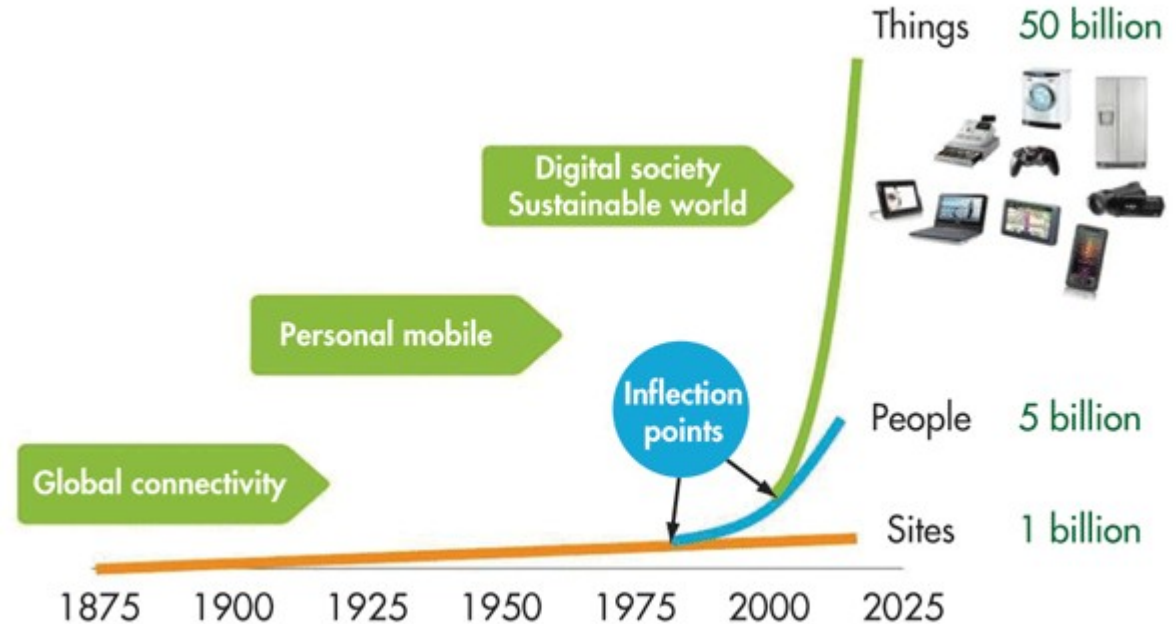 Things 50 billion
Digital society
Sustainable world
Personal mobile
Inflection
points
People 5 billion
Global connectivity
Sites 1 billion
1875 1900 1925 1950 1975 2000 2025